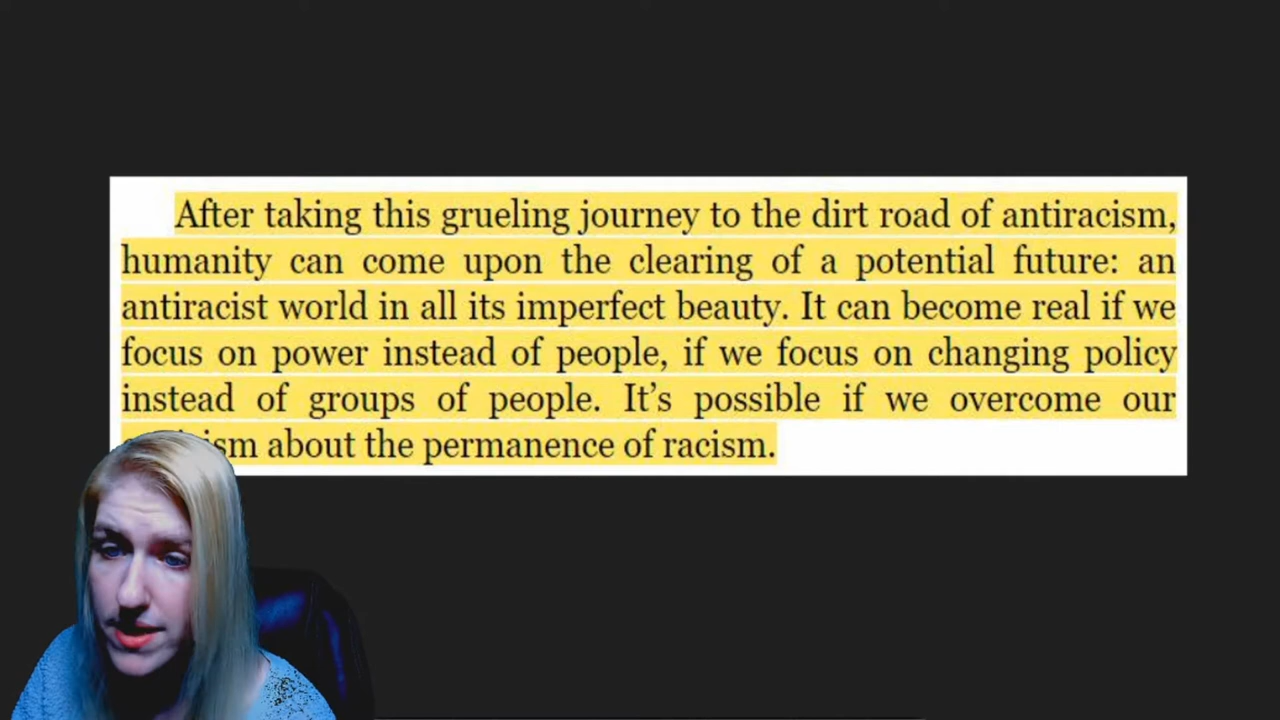 After taking this grueling journey to the dirt road of antiracism,
humanity can come upon the clearing of a potential future: an
antiracist world in all its imperfect beauty. It can become real if we
focus on power instead of people, if we focus on changing policy
instead of groups of people. It’s possible if we overcome our
about the permanence of racism.